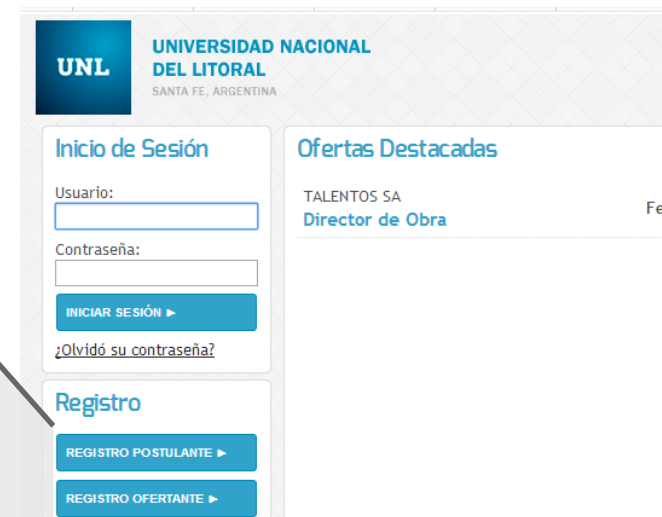 UNL
UNIVERSIDAD NACIONAL
DEL LITORAL
SANTA FE, ARGENTINA
Inicio de Sesión
Usuario:
Contraseña:
INICIAR SESIÓN ►
¿Olvidó su contraseña?
Registro
REGISTRO POSTULANTE ►
REGISTRO OFERTANTE ►
Ofertas Destacadas
TALENTOS SA
Director de Obra
Fe